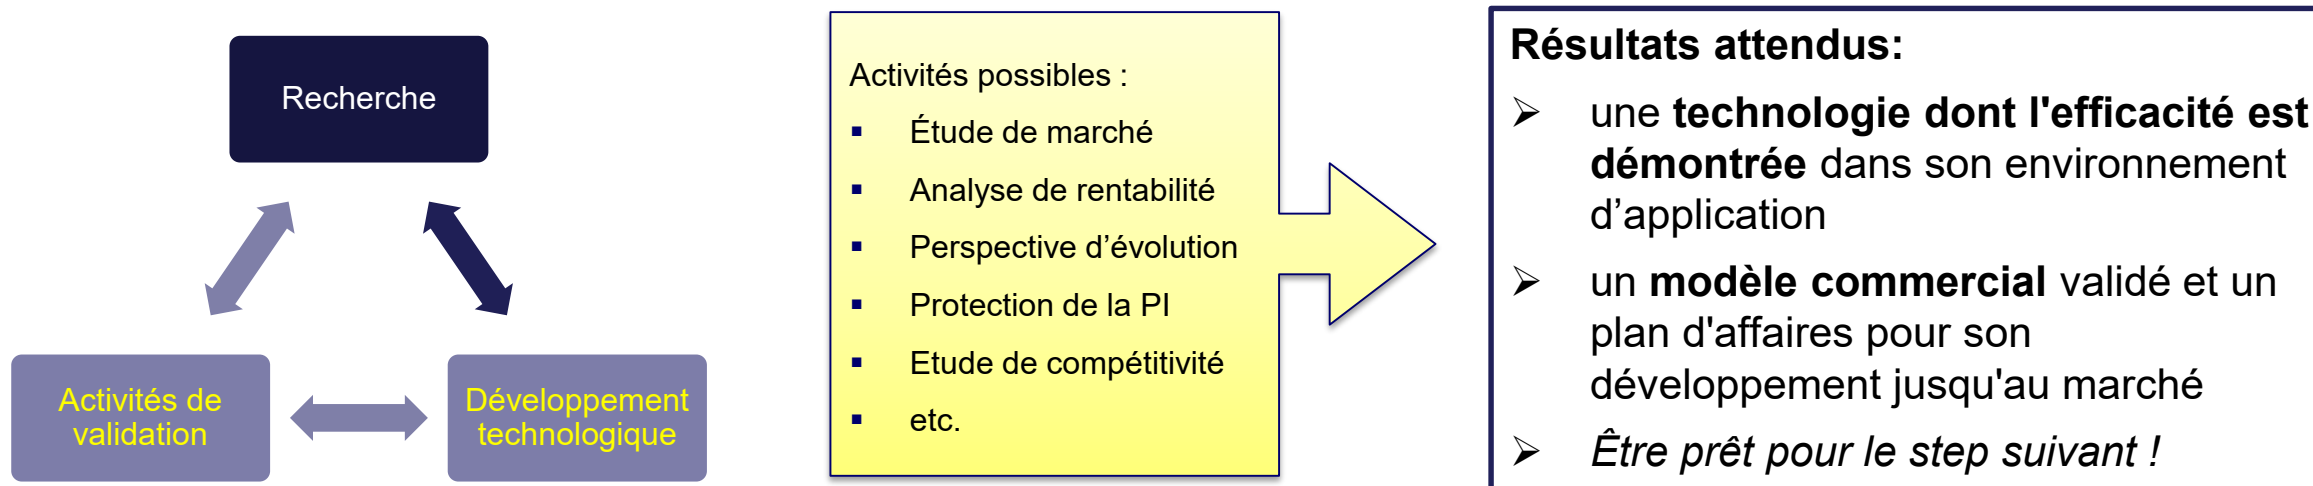 Recherche
Activités de
validation
Développement
technologique
Activités possibles :
▪ Étude de marché
▪ Analyse de rentabilité
▪ Perspective d’évolution
▪ Protection de la PI
▪ Etude de compétitivité
▪ etc.
Résultats attendus:
➢ une technologie dont l'efficacité est
démontrée dans son environnement
d’application
➢ un modèle commercial validé et un
plan d'affaires pour son
développement jusqu'au marché
➢ Être prêt pour le step suivant !